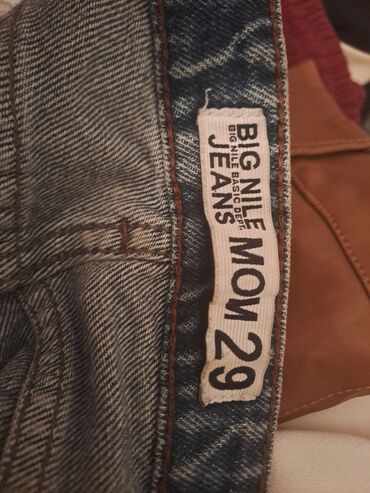 BIG NILE
BIG NILE BASIC DEPT.
JEANS
MOM 29